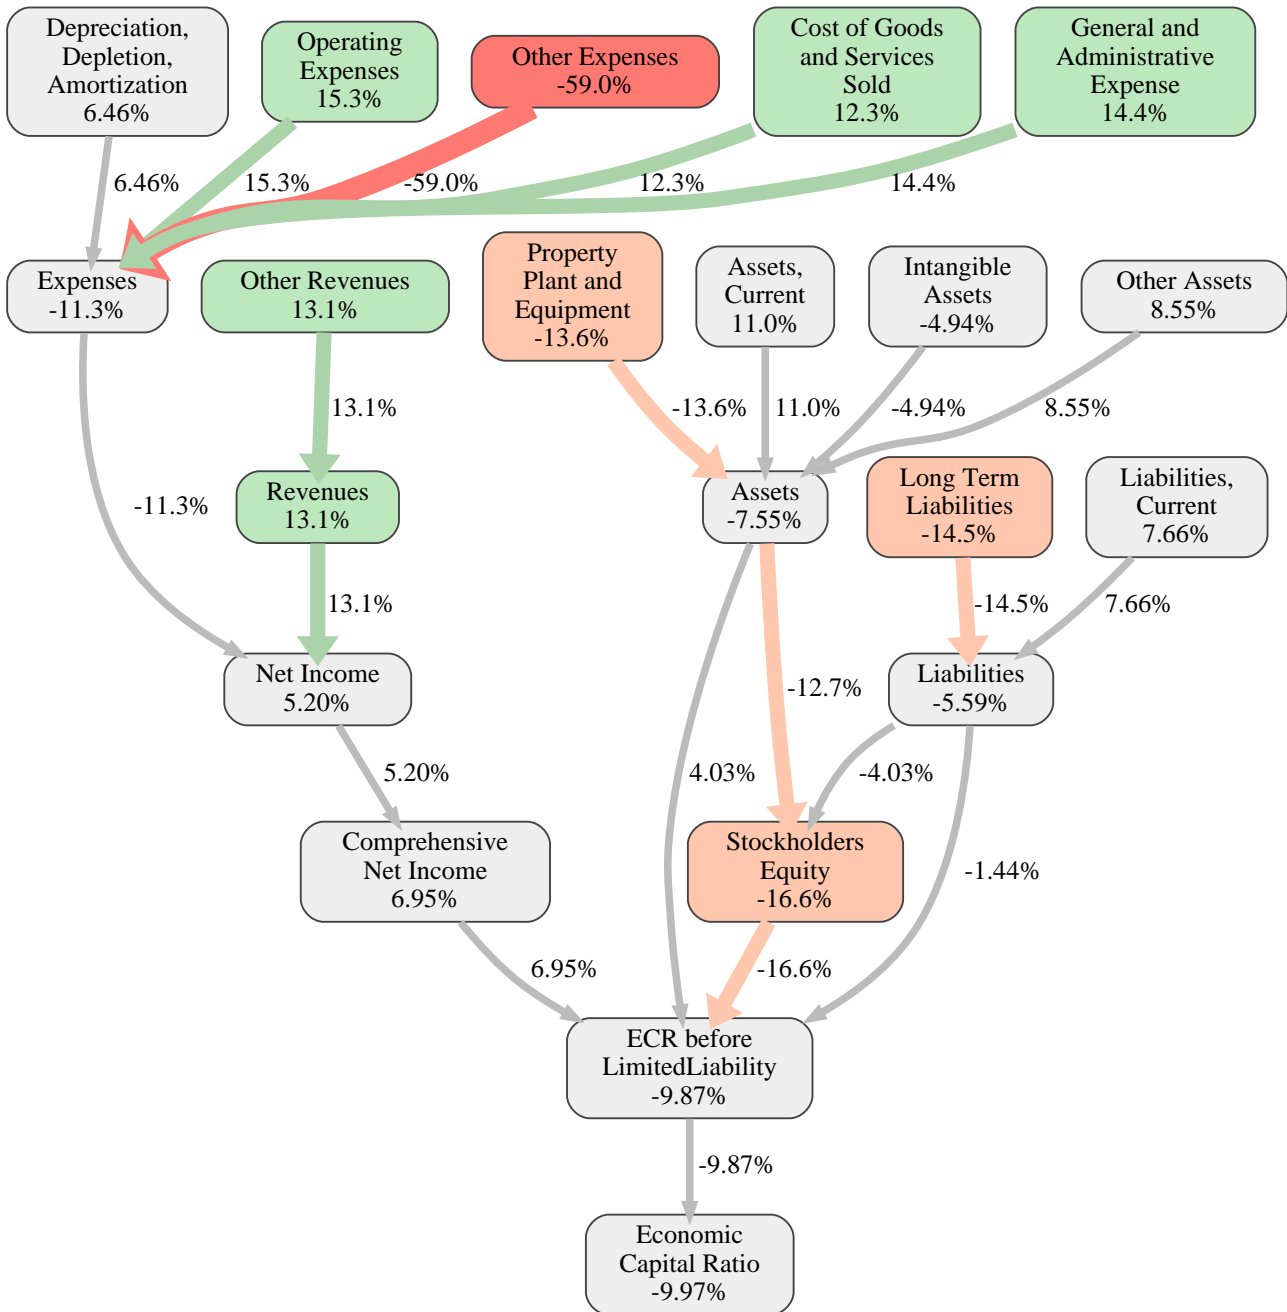 Depreciation,
Depletion,
Amortization
6.46%
Operating
Expenses
15.3%
Other Expenses
-59.0%
Cost of Goods
and Services
Sold
12.3%
General and
Administrative
Expense
14.4%
6.46%
15.3%
-59.0%
12.3%
14.4%
Expenses
-11.3%
Other Revenues
13.1%
Property
Plant and
Equipment
-13.6%
Assets,
Current
11.0%
Intangible
Assets
-4.94%
Other Assets
8.55%
13.1%
-13.6%
11.0%
-4.94%
8.55%
-11.3%
Revenues
13.1%
Assets
-7.55%
Long Term
Liabilities
-14.5%
Liabilities,
Current
7.66%
13.1%
-14.5%
7.66%
Net Income
5.20%
-12.7%
Liabilities
-5.59%
5.20%
4.03%
-4.03%
Comprehensive
Net Income
6.95%
Stockholders
Equity
-16.6%
-1.44%
6.95%
-16.6%
ECR before
LimitedLiability
-9.87%
-9.87%
Economic
Capital Ratio
-9.97%